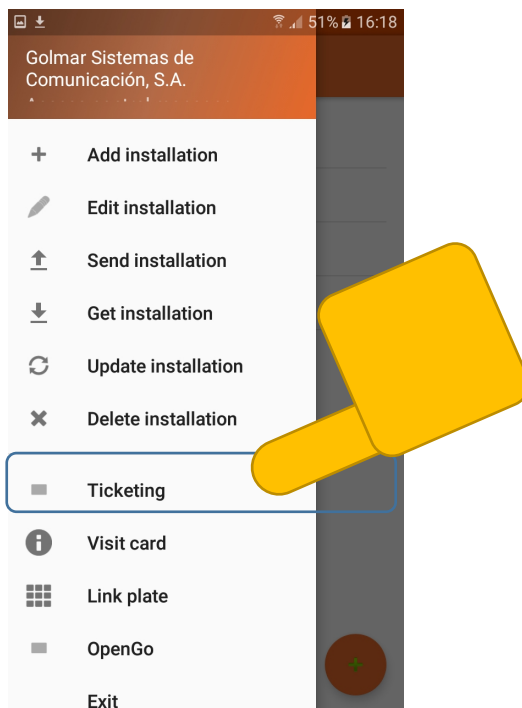 51% 16:18
Golmar Sistemas de
Comunicación, S.A.
Add installation
Edit installation
Send installation
Get installation
Update installation
Delete installation
Ticketing
Visit card
Link plate
OpenGo
Exit